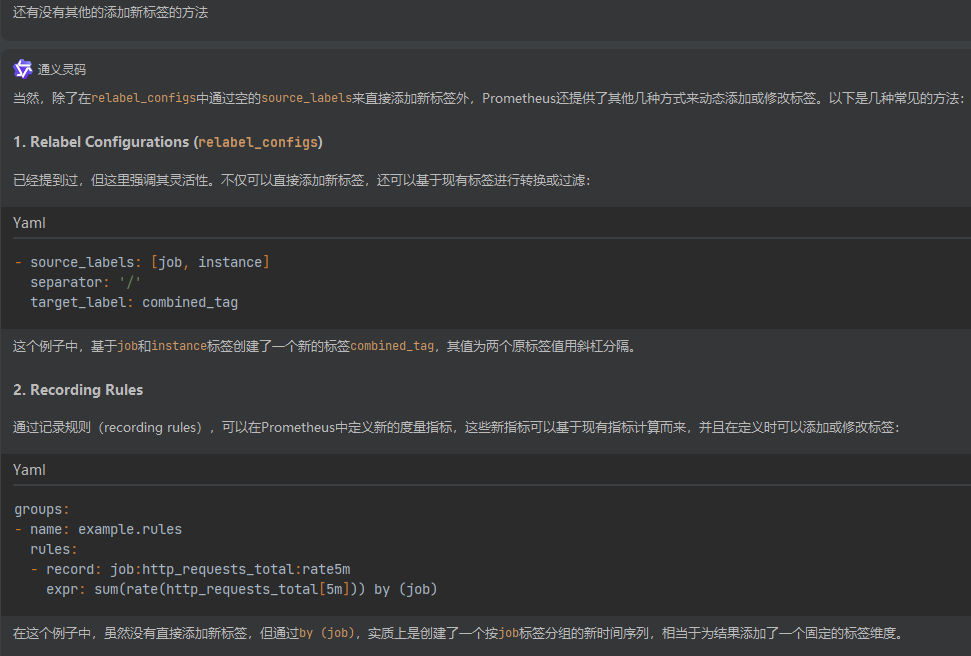 还有没有其他的添加新标签的方法
通义灵码
当然，除了在relabel_configs中通过空的source_labels来直接添加新标签外，Prometheus还提供了其他几种方式来动态添加或修改标签。以下是几种常见的方法：
1. Relabel Configurations (relabel_configs)
已经提到过，但这里强调其灵活性。不仅可以直接添加新标签，还可以基于现有标签进行转换或过滤：
Yaml
- source_labels: [job, instance]
  separator: '/'
  target_label: combined_tag
这个例子中，基于job和instance标签创建了一个新的标签combined_tag，其值为两个原标签值用斜杠分隔。
2. Recording Rules
通过记录规则（recording rules），可以在Prometheus中定义新的度量指标，这些新指标可以基于现有指标计算而来，并且在定义时可以添加或修改标签：
Yaml
groups:
- name: example.rules
  rules:
  - record: job:http_requests_total:rate5m
    expr: sum(rate(http_requests_total[5m])) by (job)
在这个例子中，虽然没有直接添加新标签，但通过by (job)，实质上是创建了一个按job标签分组的新时间序列，相当于为结果添加了一个固定的标签维度。